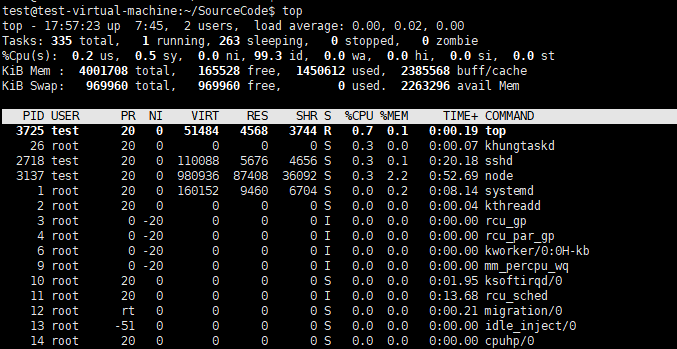 test@test-virtual-machine:~/SourceCode$ top
top - 17:57:23 up  7:45,  2 users,  load average: 0.00, 0.02, 0.00
Tasks: 335 total,   1 running, 263 sleeping,   0 stopped,   0 zombie
%Cpu(s):  0.2 us,  0.5 sy,  0.0 ni, 99.3 id,  0.0 wa,  0.0 hi,  0.0 si,  0.0 st
KiB Mem :  4001708 total,   165528 free,  1450612 used,  2385568 buff/cache
KiB Swap:   969960 total,   969960 free,        0 used.  2263296 avail Mem
PID USER      PR  NI    VIRT    RES    SHR S  %CPU %MEM     TIME+ COMMAND
3725 test      20   0   51484   4568   3744 R   0.7  0.1   0:00.19 top
26 root      20   0       0      0      0 S   0.3  0.0   0:00.07 khungtaskd
2718 test      20   0  110088   5676   4656 S   0.3  0.1   0:20.18 sshd
3137 test      20   0  980936  87408  36092 S   0.3  2.2   0:52.69 node
1 root      20   0  160152   9460   6704 S   0.0  0.2   0:08.14 systemd
2 root      20   0       0      0      0 S   0.0  0.0   0:00.04 kthreadd
3 root       0 -20       0      0      0 I   0.0  0.0   0:00.00 rcu_gp
4 root       0 -20       0      0      0 I   0.0  0.0   0:00.00 rcu_par_gp
6 root       0 -20       0      0      0 I   0.0  0.0   0:00.00 kworker/0:0H-kb
9 root       0 -20       0      0      0 I   0.0  0.0   0:00.00 mm_percpu_wq
10 root      20   0       0      0      0 S   0.0  0.0   0:01.95 ksoftirqd/0
11 root      20   0       0      0      0 I   0.0  0.0   0:13.68 rcu_sched
12 root      rt   0       0      0      0 S   0.0  0.0   0:00.21 migration/0
13 root     -51   0       0      0      0 S   0.0  0.0   0:00.00 idle_inject/0
14 root      20   0       0      0      0 S   0.0  0.0   0:00.00 cpuhp/0